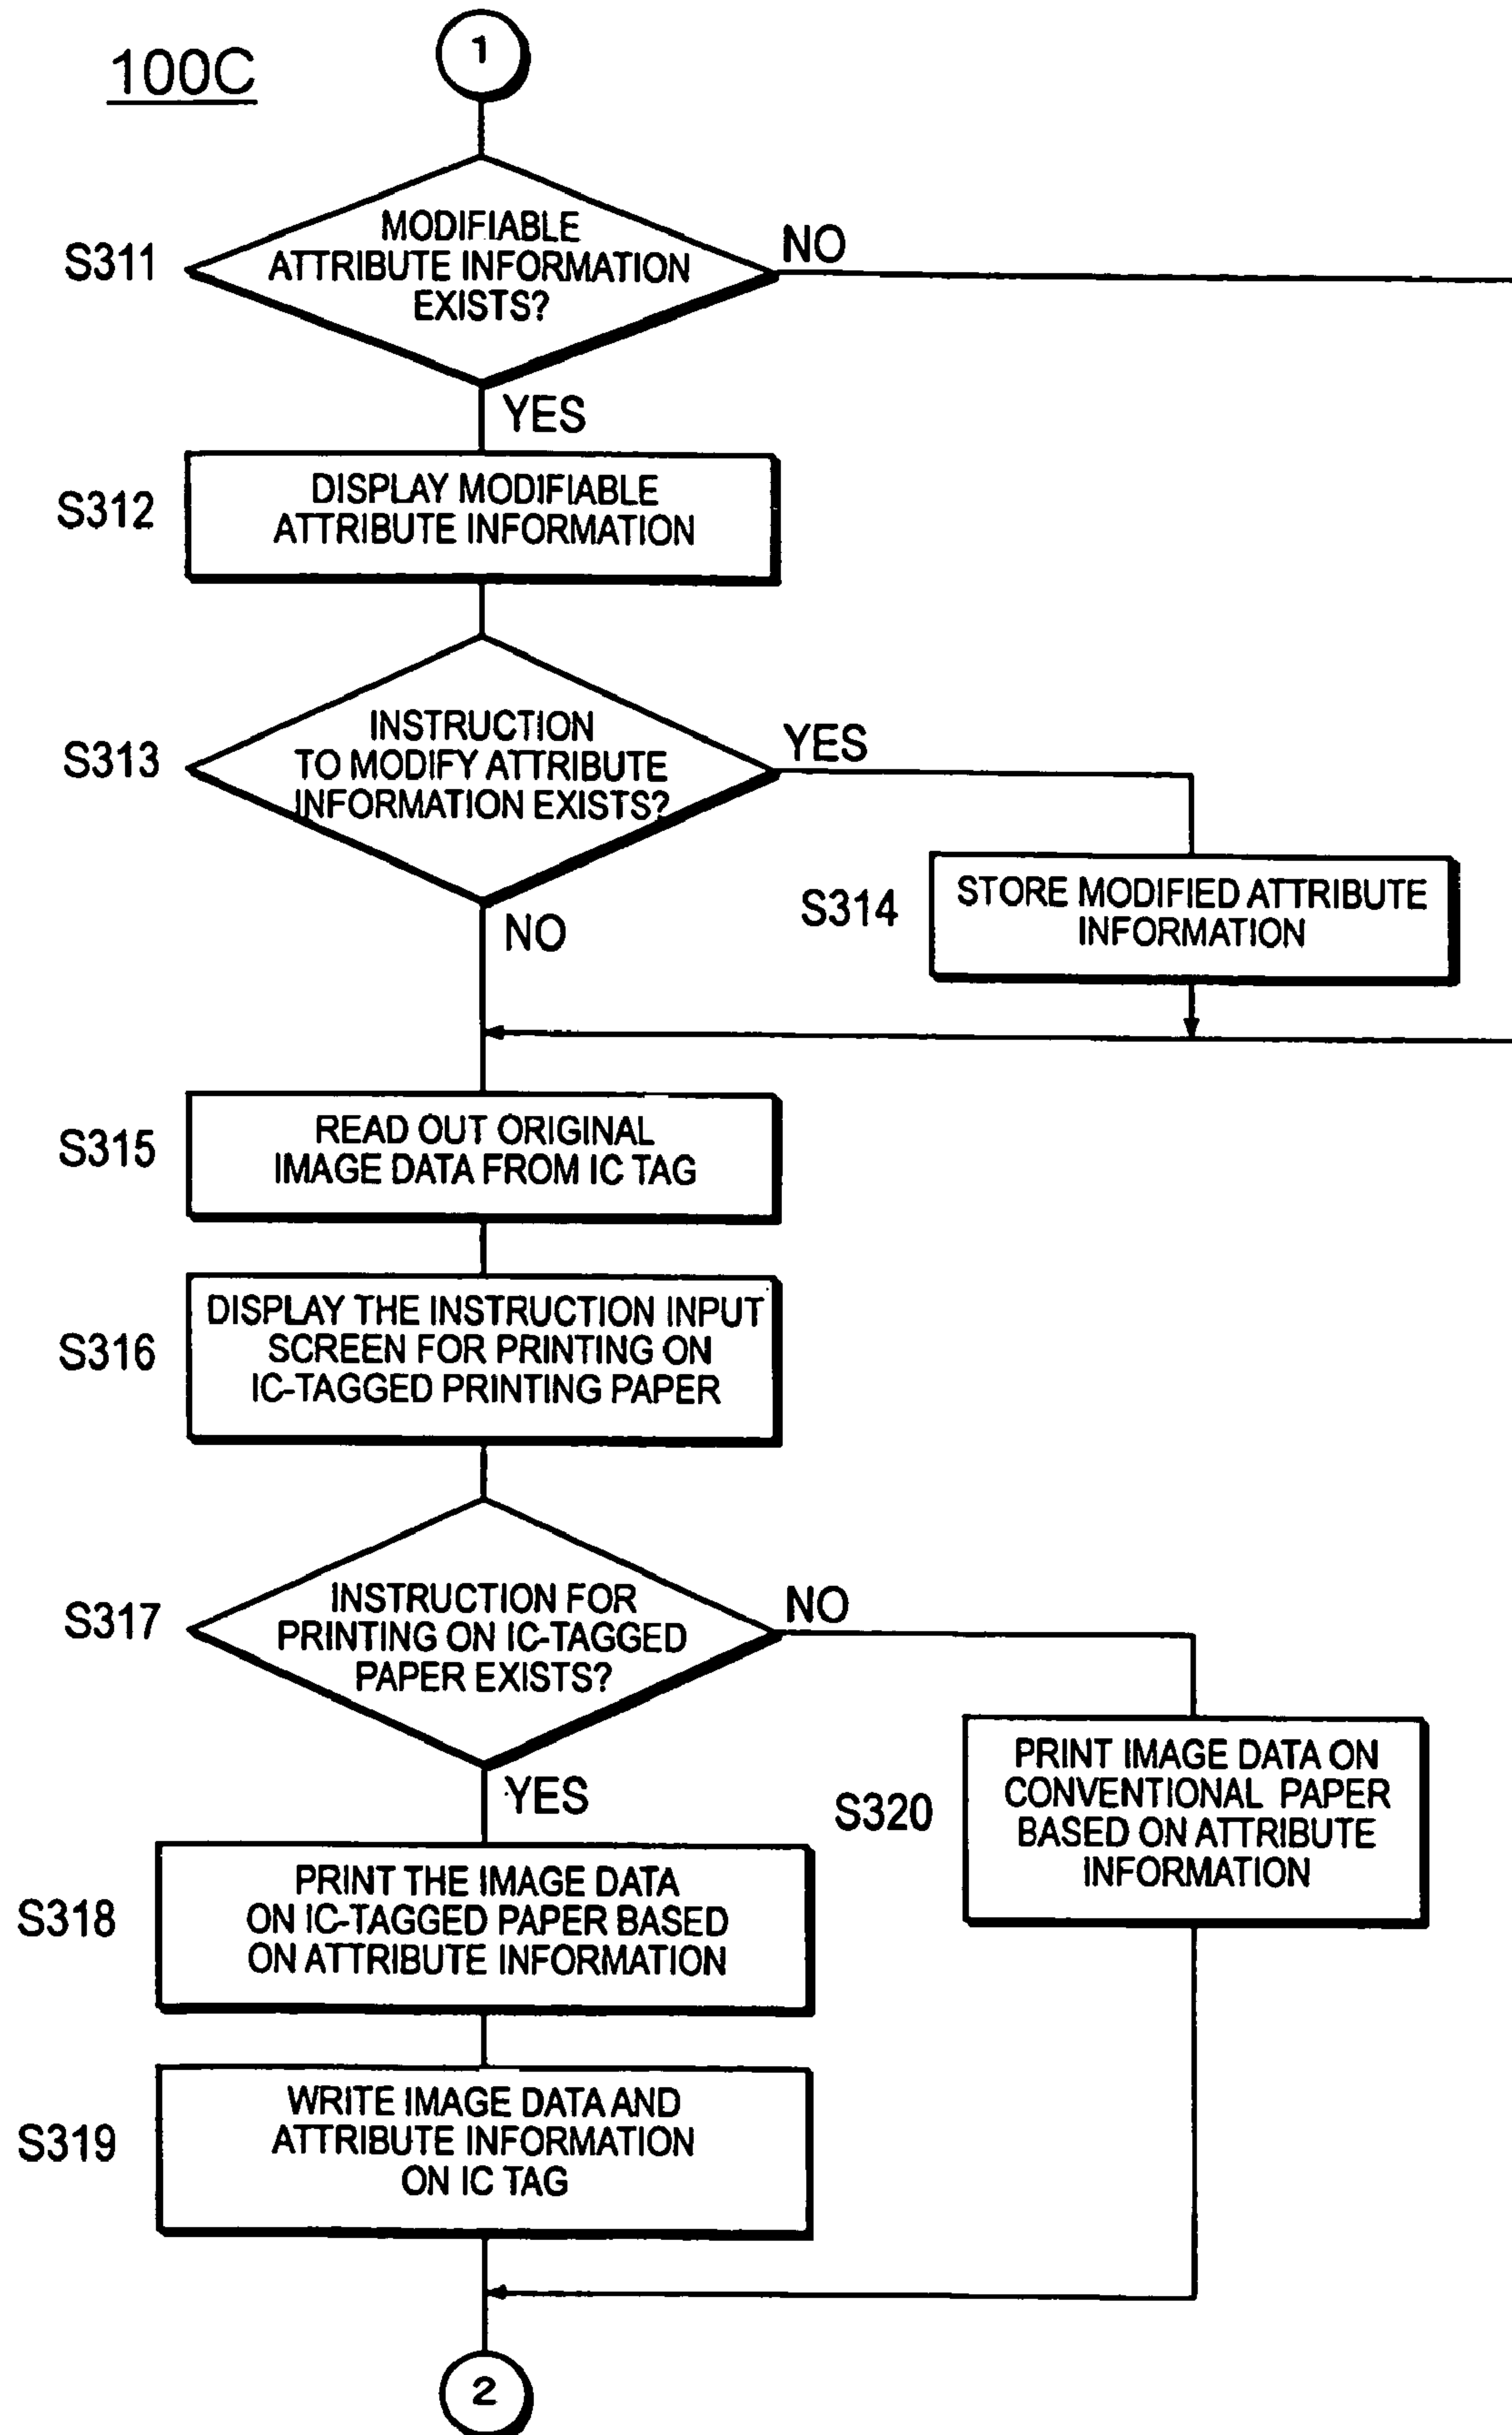 100C
1
S311
MODIFIABLE
ATTRIBUTE INFORMATION
EXISTS?
NO
YES
S312
DISPLAY MODIFIABLE
ATTRIBUTE INFORMATION
S313
INSTRUCTION
TO MODIFY ATTRIBUTE
INFORMATION EXISTS?
YES
NO
S314
STORE MODIFIED ATTRIBUTE
INFORMATION
S315
READ OUT ORIGINAL
IMAGE DATA FROM IC TAG
S316
DISPLAY THE INSTRUCTION INPUT
SCREEN FOR PRINTING ON
IC-TAGGED PRINTING PAPER
S317
INSTRUCTION FOR
PRINTING ON IC-TAGGED
PAPER EXISTS?
NO
YES
S320
PRINT IMAGE DATA ON
CONVENTIONAL PAPER
BASED ON ATTRIBUTE
INFORMATION
S318
PRINT THE IMAGE DATA
ON IC-TAGGED PAPER BASED
ON ATTRIBUTE INFORMATION
S319
WRITE IMAGE DATA AND
ATTRIBUTE INFORMATION
ON IC TAG
2